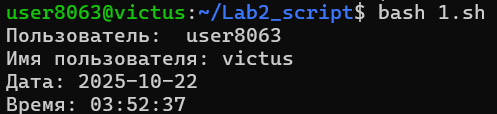 user8063@victus:~/Lab2_script$ bash 1.sh
Пользователь:  user8063
Имя пользователя: victus
Дата: 2025-10-22
Время: 03:52:37